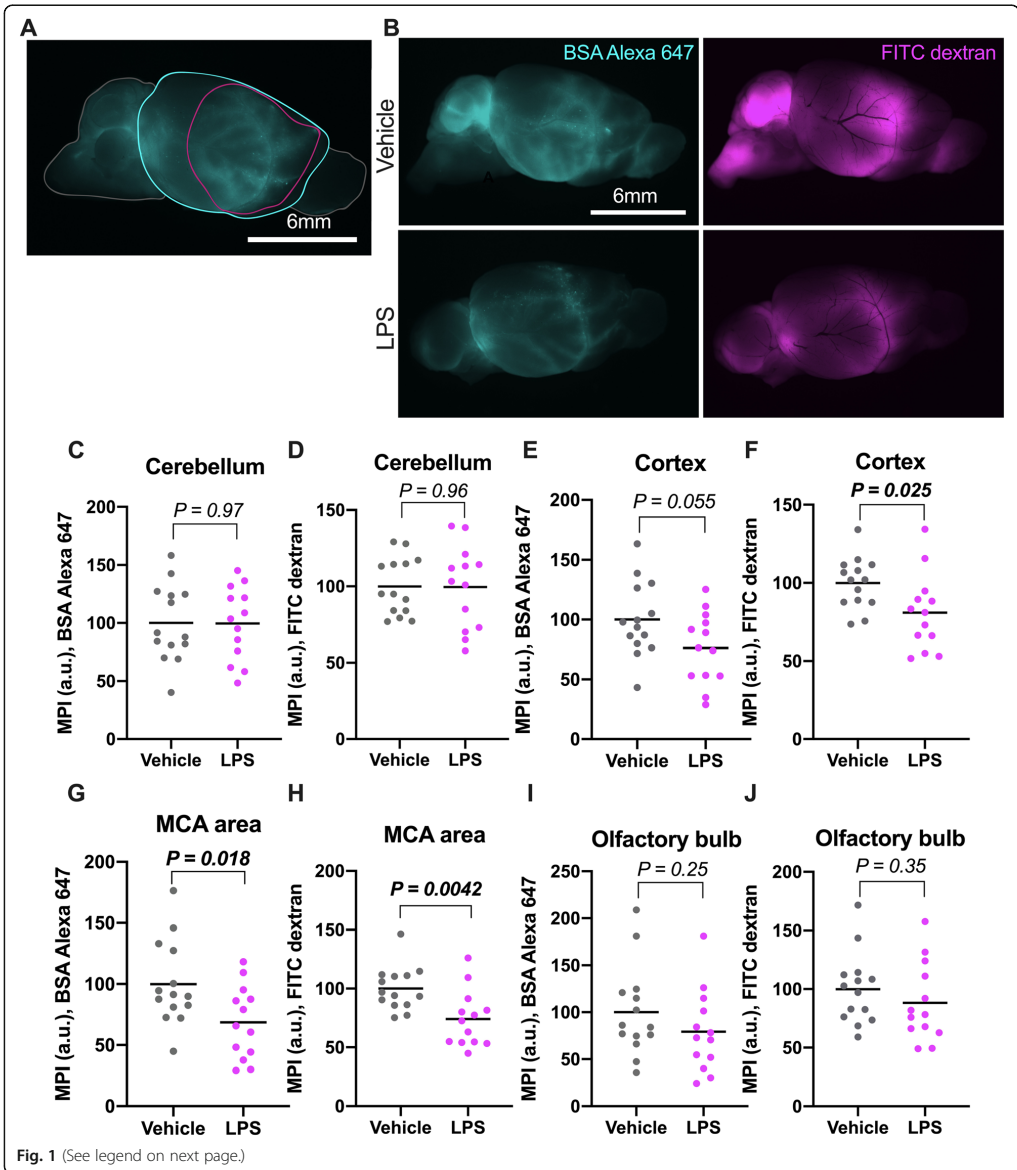 A
6mm
B
BSA Alexa 647
FITC dextran
Vehicle
A
6mm
LPS
C
Cerebellum
P = 0.97
MPI (a.u.), BSA Alexa 647
200
150
100
50
0
Vehicle LPS
D
Cerebellum
P = 0.96
MPI (a.u.), FITC dextran
150
100
50
0
Vehicle LPS
E
Cortex
P = 0.055
MPI (a.u.), BSA Alexa 647
200
150
100
50
0
Vehicle LPS
F
Cortex
P = 0.025
MPI (a.u.), FITC dextran
150
100
50
0
Vehicle LPS
G
MCA area
P = 0.018
MPI (a.u.), BSA Alexa 647
200
150
100
50
0
Vehicle LPS
H
MCA area
P = 0.0042
MPI (a.u.), FITC dextran
200
150
100
50
0
Vehicle LPS
I
Olfactory bulb
P = 0.25
MPI (a.u.), BSA Alexa 647
250
200
150
100
50
0
Vehicle LPS
J
Olfactory bulb
P = 0.35
MPI (a.u.), FITC dextran
200
150
100
50
0
Vehicle LPS
Fig. 1 (See legend on next page.)